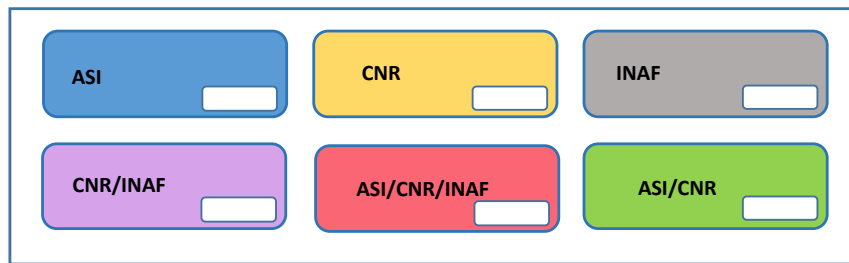 ASI
CNR
INAF
CNR/INAF
ASI/CNR/INAF
ASI/CNR